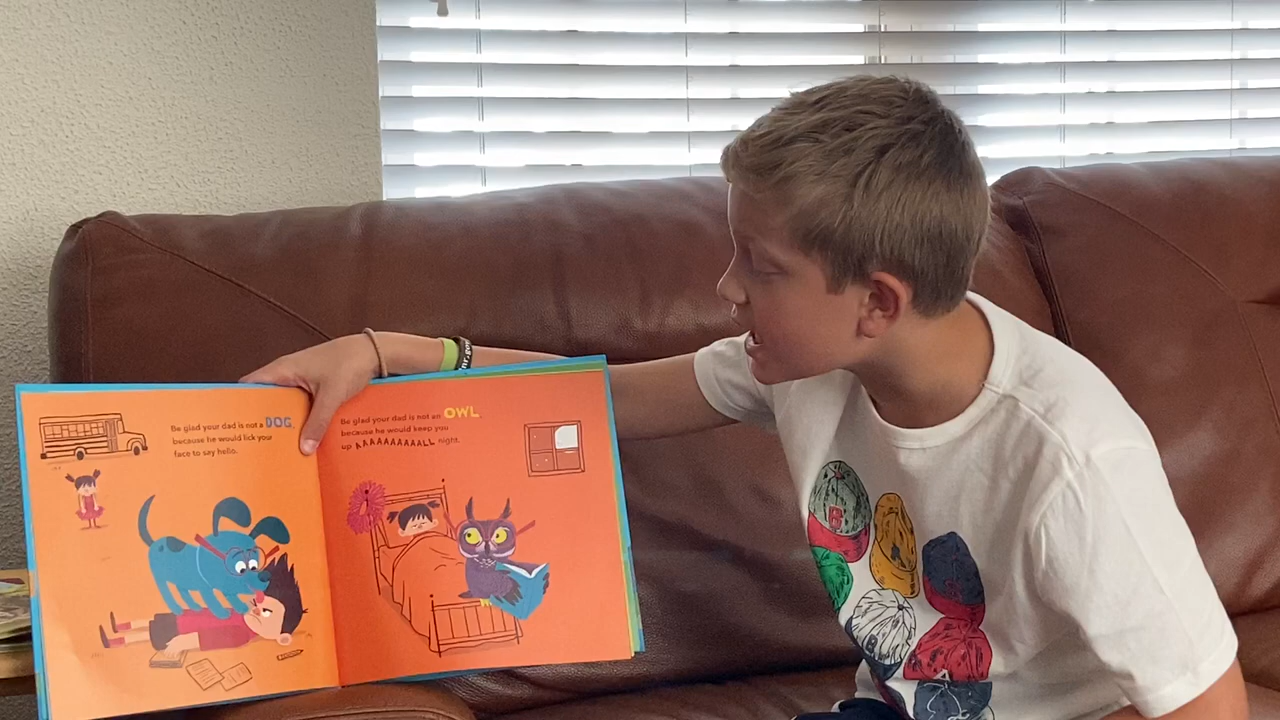 Be glad your dad is not a DOG
because he would lick your
face to say hello.
Be glad your dad is not an OWL
because he would keep you
up AAAAAAAAAALL night.
B
B
A